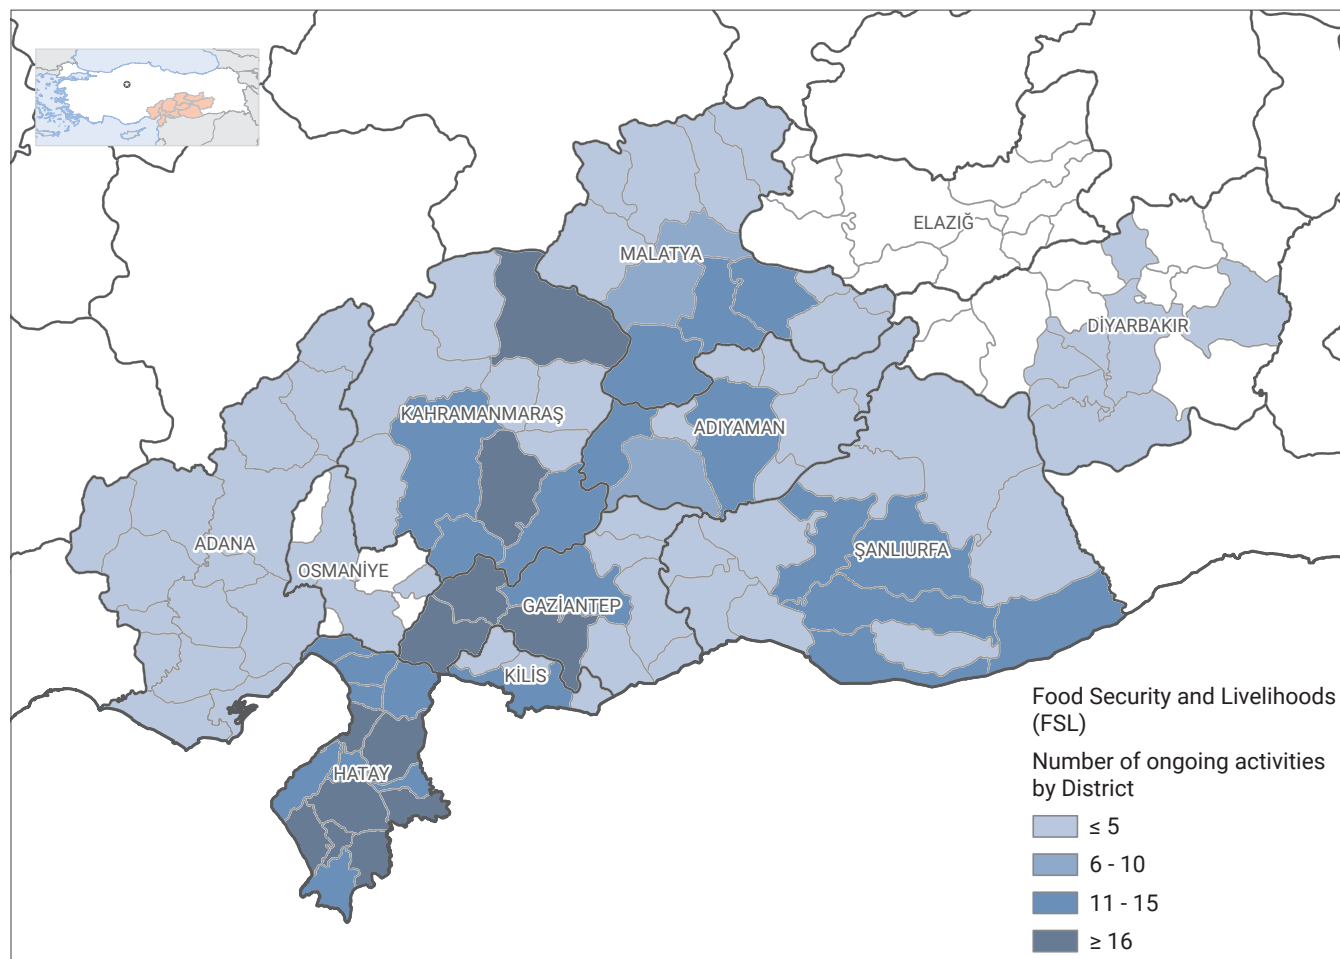 ELAZIĞ
MALATYA
DİYARBAKIR
KAHRAMANMARAŞ
ADIYAMAN
ADANA
OSMANİYE
ŞANLIURFA
GAZİANTEP
KİLİS
HATAY
Food Security and Livelihoods
(FSL)
Number of ongoing activities
by District
≤ 5
6 - 10
11 - 15
≥ 16